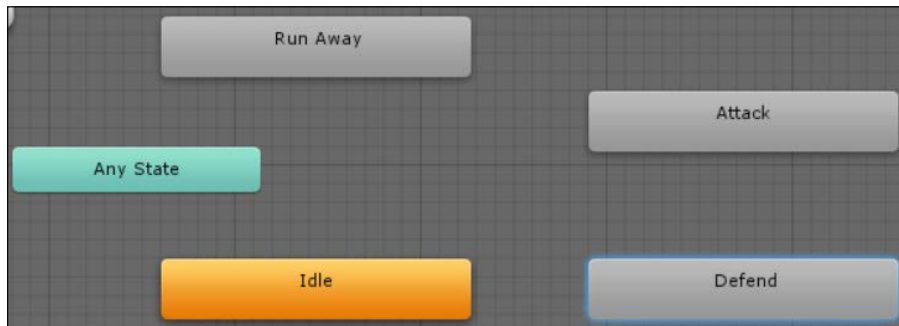 Run Away
Attack
Any State
Idle
Defend